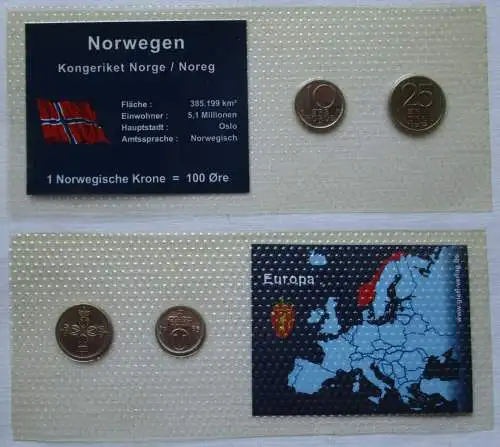 Norwegen
Kongeriket Norge / Noreg
Fläche : 385.199 km²
Einwohner : 5,1 Millionen
Hauptstadt : Oslo
Amtssprache : Norwegisch
1 Norwegische Krone = 100 Øre
10
25
Europa